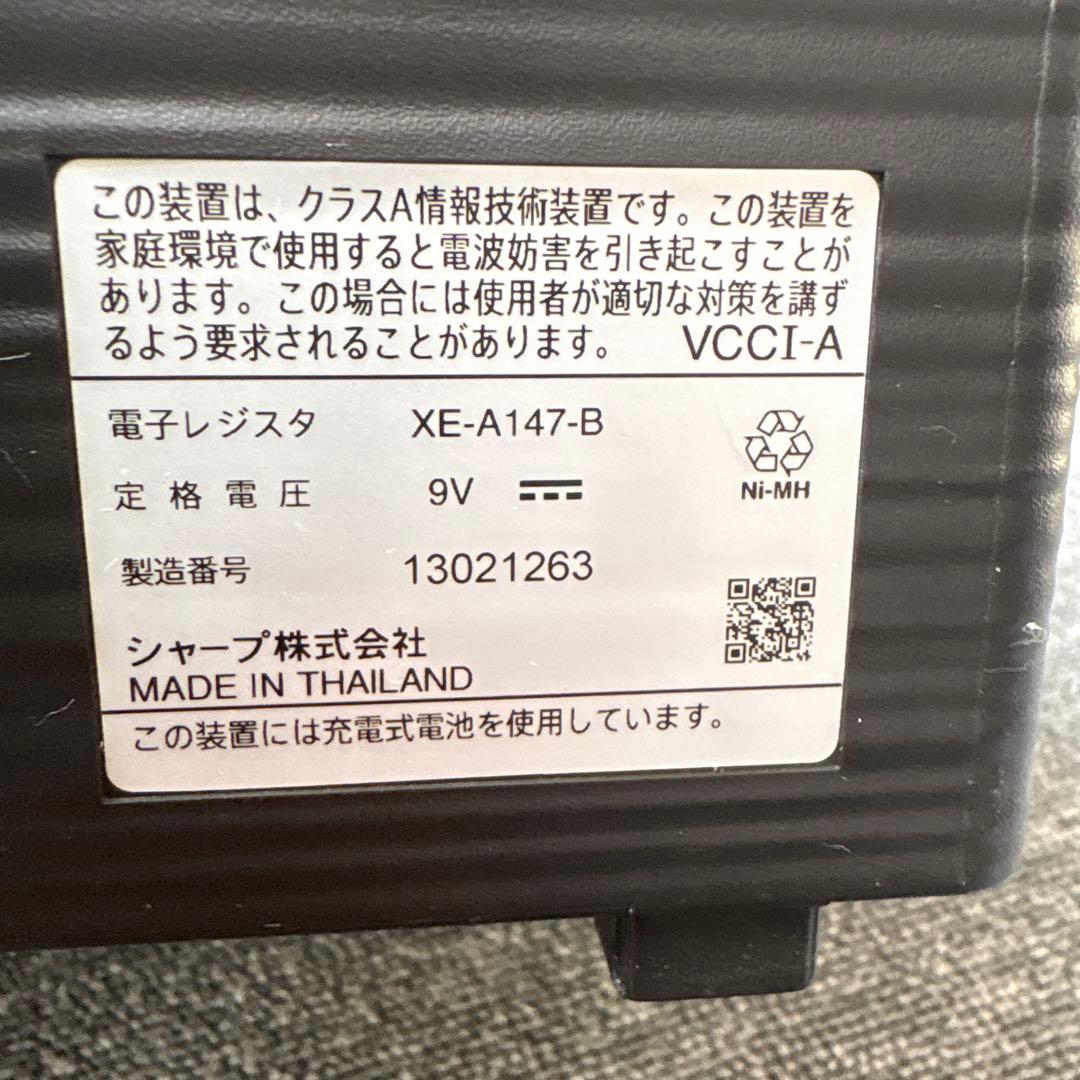 この装置は、クラスA情報技術装置です。この装置を
家庭環境で使用すると電波妨害を引き起こすことが
あります。この場合には使用者が適切な対策を講ず
るよう要求されることがあります。 VCCI-A
電子レジスタ XE-A147-B
定格電圧 9V
Ni-MH
製造番号 13021263
シャープ株式会社
MADE IN THAILAND
この装置には充電式電池を使用しています。